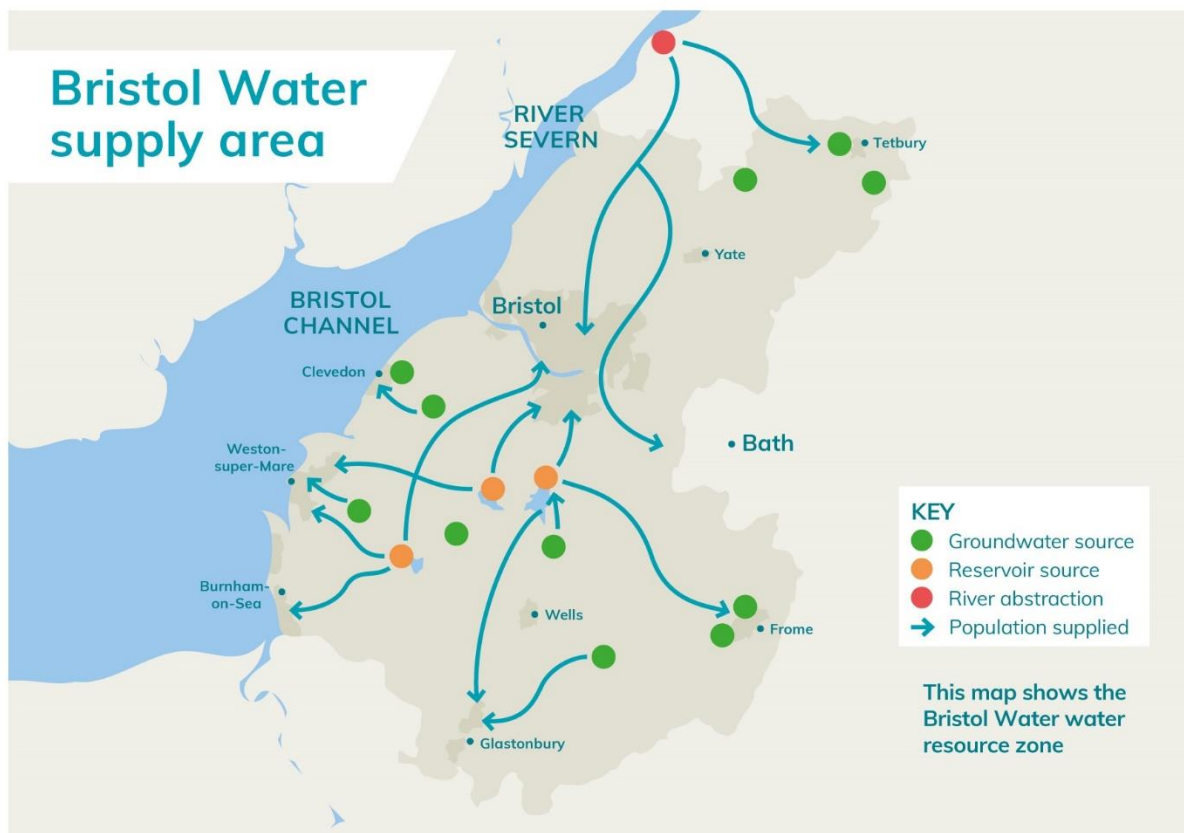 Bristol Water
supply area
RIVER
SEVERN
Tetbury
Yate
BRISTOL
CHANNEL
Bristol
Clevedon
Weston-
super-Mare
Bath
Burnham-
on-Sea
Wells
Frome
Glastonbury
KEY
Groundwater source
Reservoir source
River abstraction
Population supplied
This map shows the
Bristol Water water
resource zone